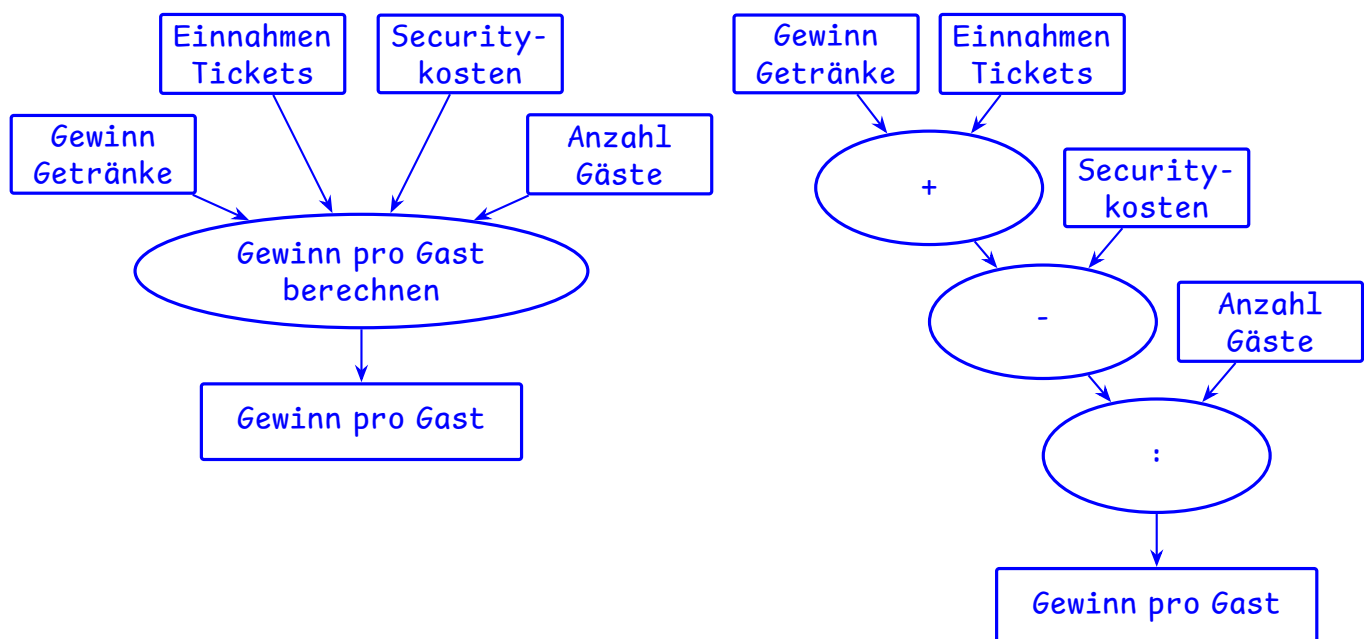 Einnahmen
Tickets
Security-
kosten
Gewinn
Getränke
Anzahl
Gäste
Gewinn pro Gast
berechnen
Gewinn pro Gast
Gewinn
Getränke
Einnahmen
Tickets
+
Security-
kosten
-
Anzahl
Gäste
:
Gewinn pro Gast